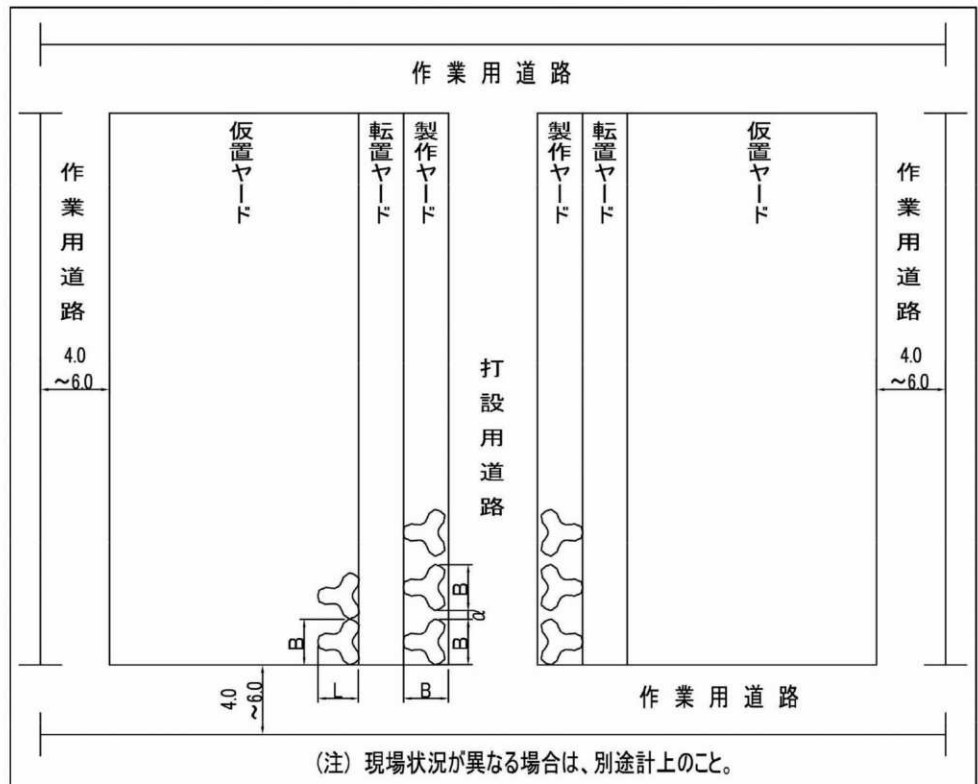 作業用道路
仮置ヤード
転置ヤード
製作ヤード
製作ヤード
転置ヤード
仮置ヤード
作業用道路
4.0
～6.0
作業用道路
4.0
～6.0
打設用道路
B
α
B
B
L
B
4.0
～6.0
作業用道路
(注) 現場状況が異なる場合は、別途計上のこと。